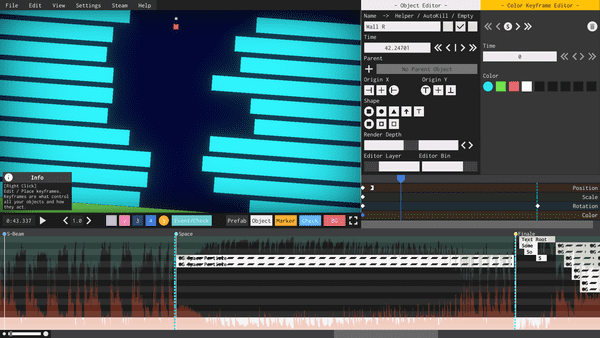 File Edit View Settings Steam Help
- Object Editor -
- Color Keyframe Editor -
Name -> Helper / AutoKill / Empty
Wall R
Time
42.24701
Parent
No Parent Object
Origin X Origin Y
Shape
Render Depth
Editor Layer Editor Bin
S
Time
0
Color
Info
[Right Click]
Edit / Place keyframes.
Keyframes are what control
all your objects and how
they act.
0:43.337 1.0 2 3 4 Event/Check Prefab Object Marker Check BG
Position
Scale
Rotation
Color
S-Beam Space Finale
Text Root
Some
So
S